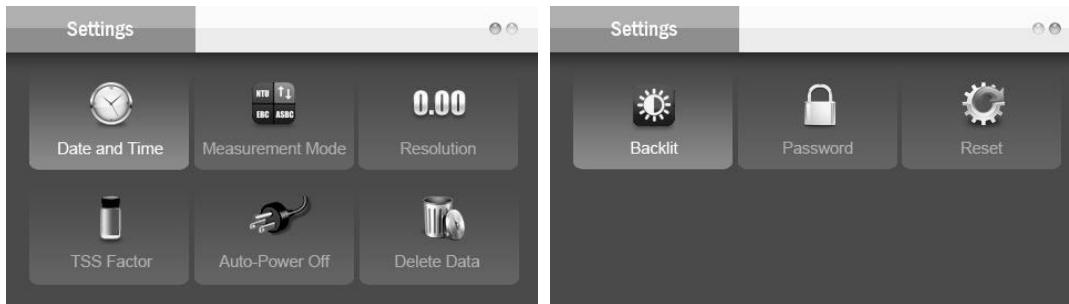 Settings
NTU
EBC ASBC
0.00
Date and Time Measurement Mode Resolution
TSS Factor Auto-Power Off Delete Data
Settings
Backlit Password Reset